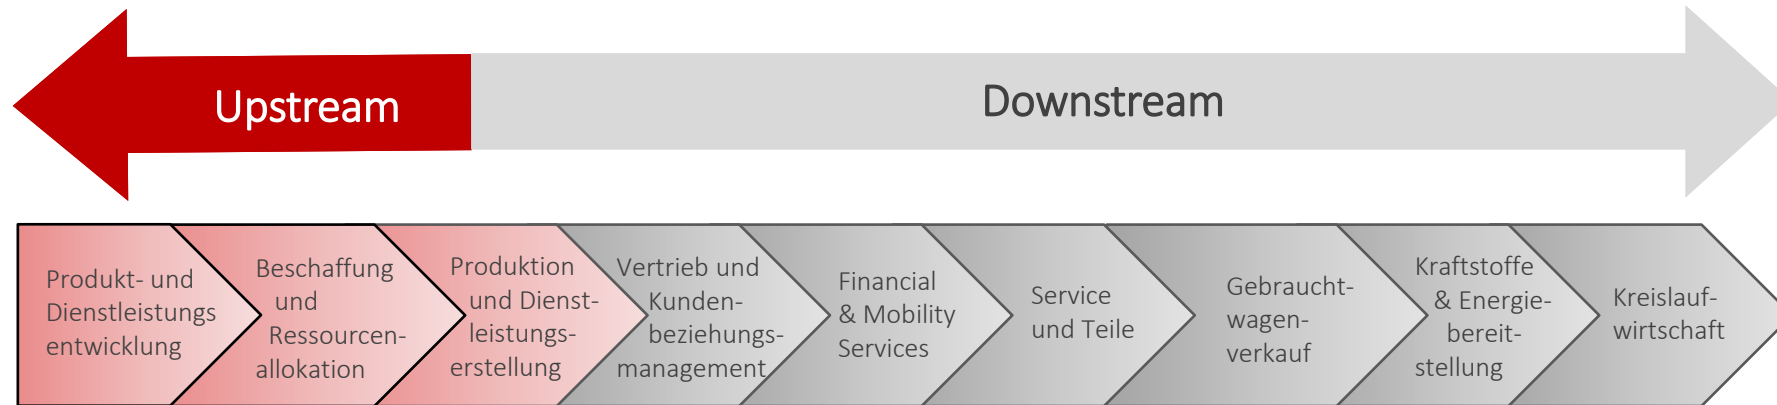 Upstream
Downstream
Produkt- und
Dienstleistungs
entwicklung
Beschaffung
und
Ressourcen-
allokation
Produktion
und Dienst-
leistungs-
erstellung
Vertrieb und
Kunden-
beziehungs-
management
Financial
& Mobility
Services
Service
und Teile
Gebraucht-
wagen-
verkauf
Kraftstoffe
& Energie-
bereit-
stellung
Kreislauf-
wirtschaft